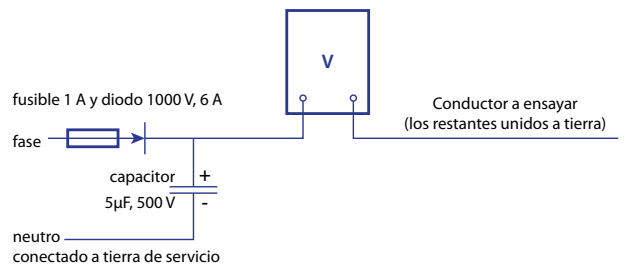 V
fusible 1 A y diodo 1000 V, 6 A
Conductor a ensayar
(los restantes unidos a tierra)
fase
capacitor
+
5µF, 500 V
-
neutro
conectado a tierra de servicio